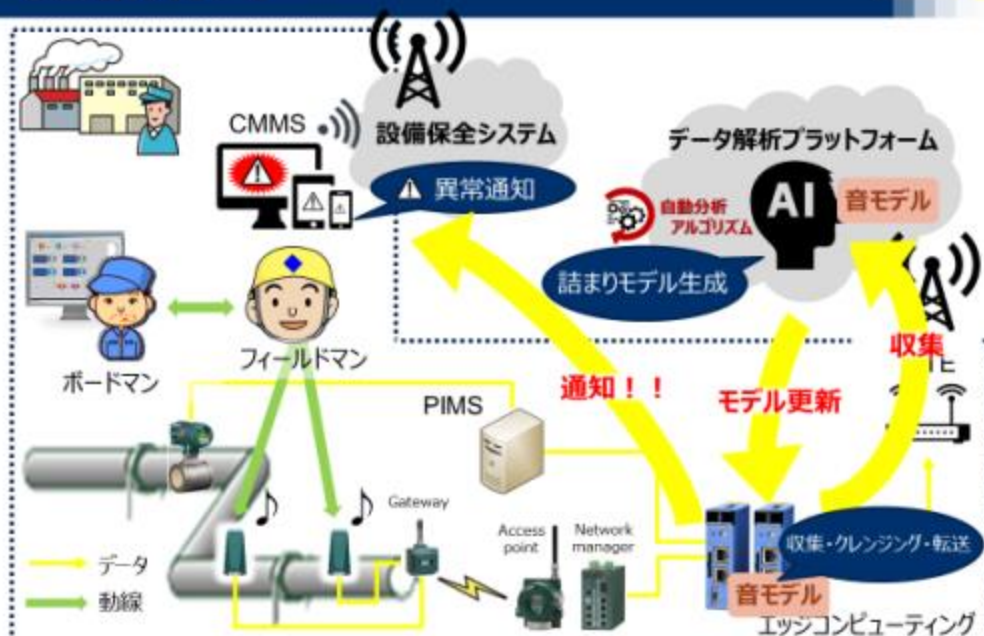 CMMS
設備保全システム
異常通知
データ解析プラットフォーム
AI
音モデル
自動分析
アルゴリズム
詰まりモデル生成
ボードマン
フィールドマン
収集
TE
通知！！
モデル更新
PIMS
Gateway
Access
point
Network
manager
収集・クレンジング・転送
音モデル
エッジコンピューティング
データ
動線